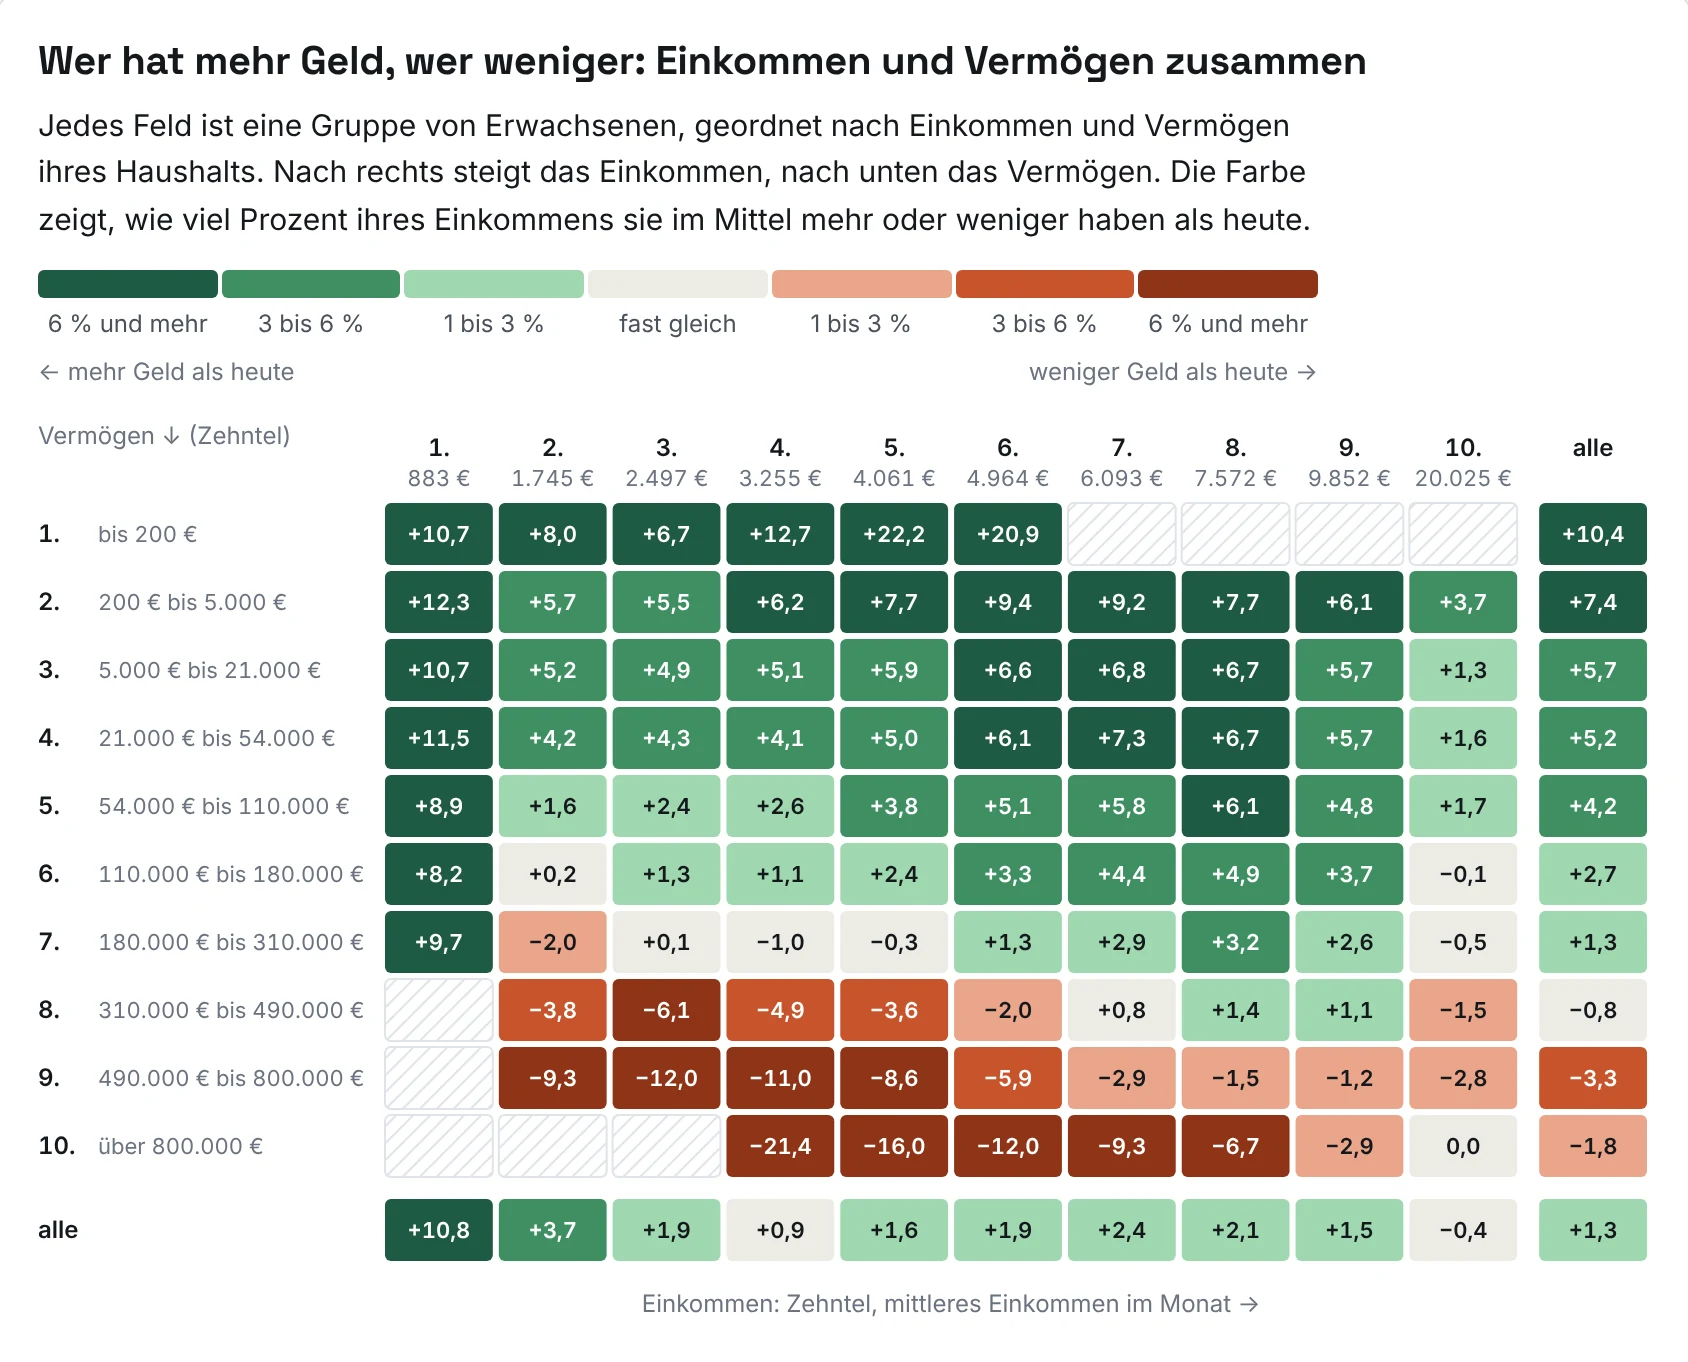 Wer hat mehr Geld, wer weniger: Einkommen und Vermögen zusammen
Jedes Feld ist eine Gruppe von Erwachsenen, geordnet nach Einkommen und Vermögen
ihres Haushalts. Nach rechts steigt das Einkommen, nach unten das Vermögen. Die Farbe
zeigt, wie viel Prozent ihres Einkommens sie im Mittel mehr oder weniger haben als heute.
6 % und mehr 3 bis 6 % 1 bis 3 % fast gleich 1 bis 3 % 3 bis 6 % 6 % und mehr
← mehr Geld als heute weniger Geld als heute →
Vermögen ↓ (Zehntel) 1. 2. 3. 4. 5. 6. 7. 8. 9. 10. alle
883 € 1.745 € 2.497 € 3.255 € 4.061 € 4.964 € 6.093 € 7.572 € 9.852 € 20.025 €
1. bis 200 € +10,7 +8,0 +6,7 +12,7 +22,2 +20,9 +10,4
2. 200 € bis 5.000 € +12,3 +5,7 +5,5 +6,2 +7,7 +9,4 +9,2 +7,7 +6,1 +3,7 +7,4
3. 5.000 € bis 21.000 € +10,7 +5,2 +4,9 +5,1 +5,9 +6,6 +6,8 +6,7 +5,7 +1,3 +5,7
4. 21.000 € bis 54.000 € +11,5 +4,2 +4,3 +4,1 +5,0 +6,1 +7,3 +6,7 +5,7 +1,6 +5,2
5. 54.000 € bis 110.000 € +8,9 +1,6 +2,4 +2,6 +3,8 +5,1 +5,8 +6,1 +4,8 +1,7 +4,2
6. 110.000 € bis 180.000 € +8,2 +0,2 +1,3 +1,1 +2,4 +3,3 +4,4 +4,9 +3,7 −0,1 +2,7
7. 180.000 € bis 310.000 € +9,7 −2,0 +0,1 −1,0 −0,3 +1,3 +2,9 +3,2 +2,6 −0,5 +1,3
8. 310.000 € bis 490.000 € −3,8 −6,1 −4,9 −3,6 −2,0 +0,8 +1,4 +1,1 −1,5 −0,8
9. 490.000 € bis 800.000 € −9,3 −12,0 −11,0 −8,6 −5,9 −2,9 −1,5 −1,2 −2,8 −3,3
10. über 800.000 € −21,4 −16,0 −12,0 −9,3 −6,7 −2,9 0,0 −1,8
alle +10,8 +3,7 +1,9 +0,9 +1,6 +1,9 +2,4 +2,1 +1,5 −0,4 +1,3
Einkommen: Zehntel, mittleres Einkommen im Monat →